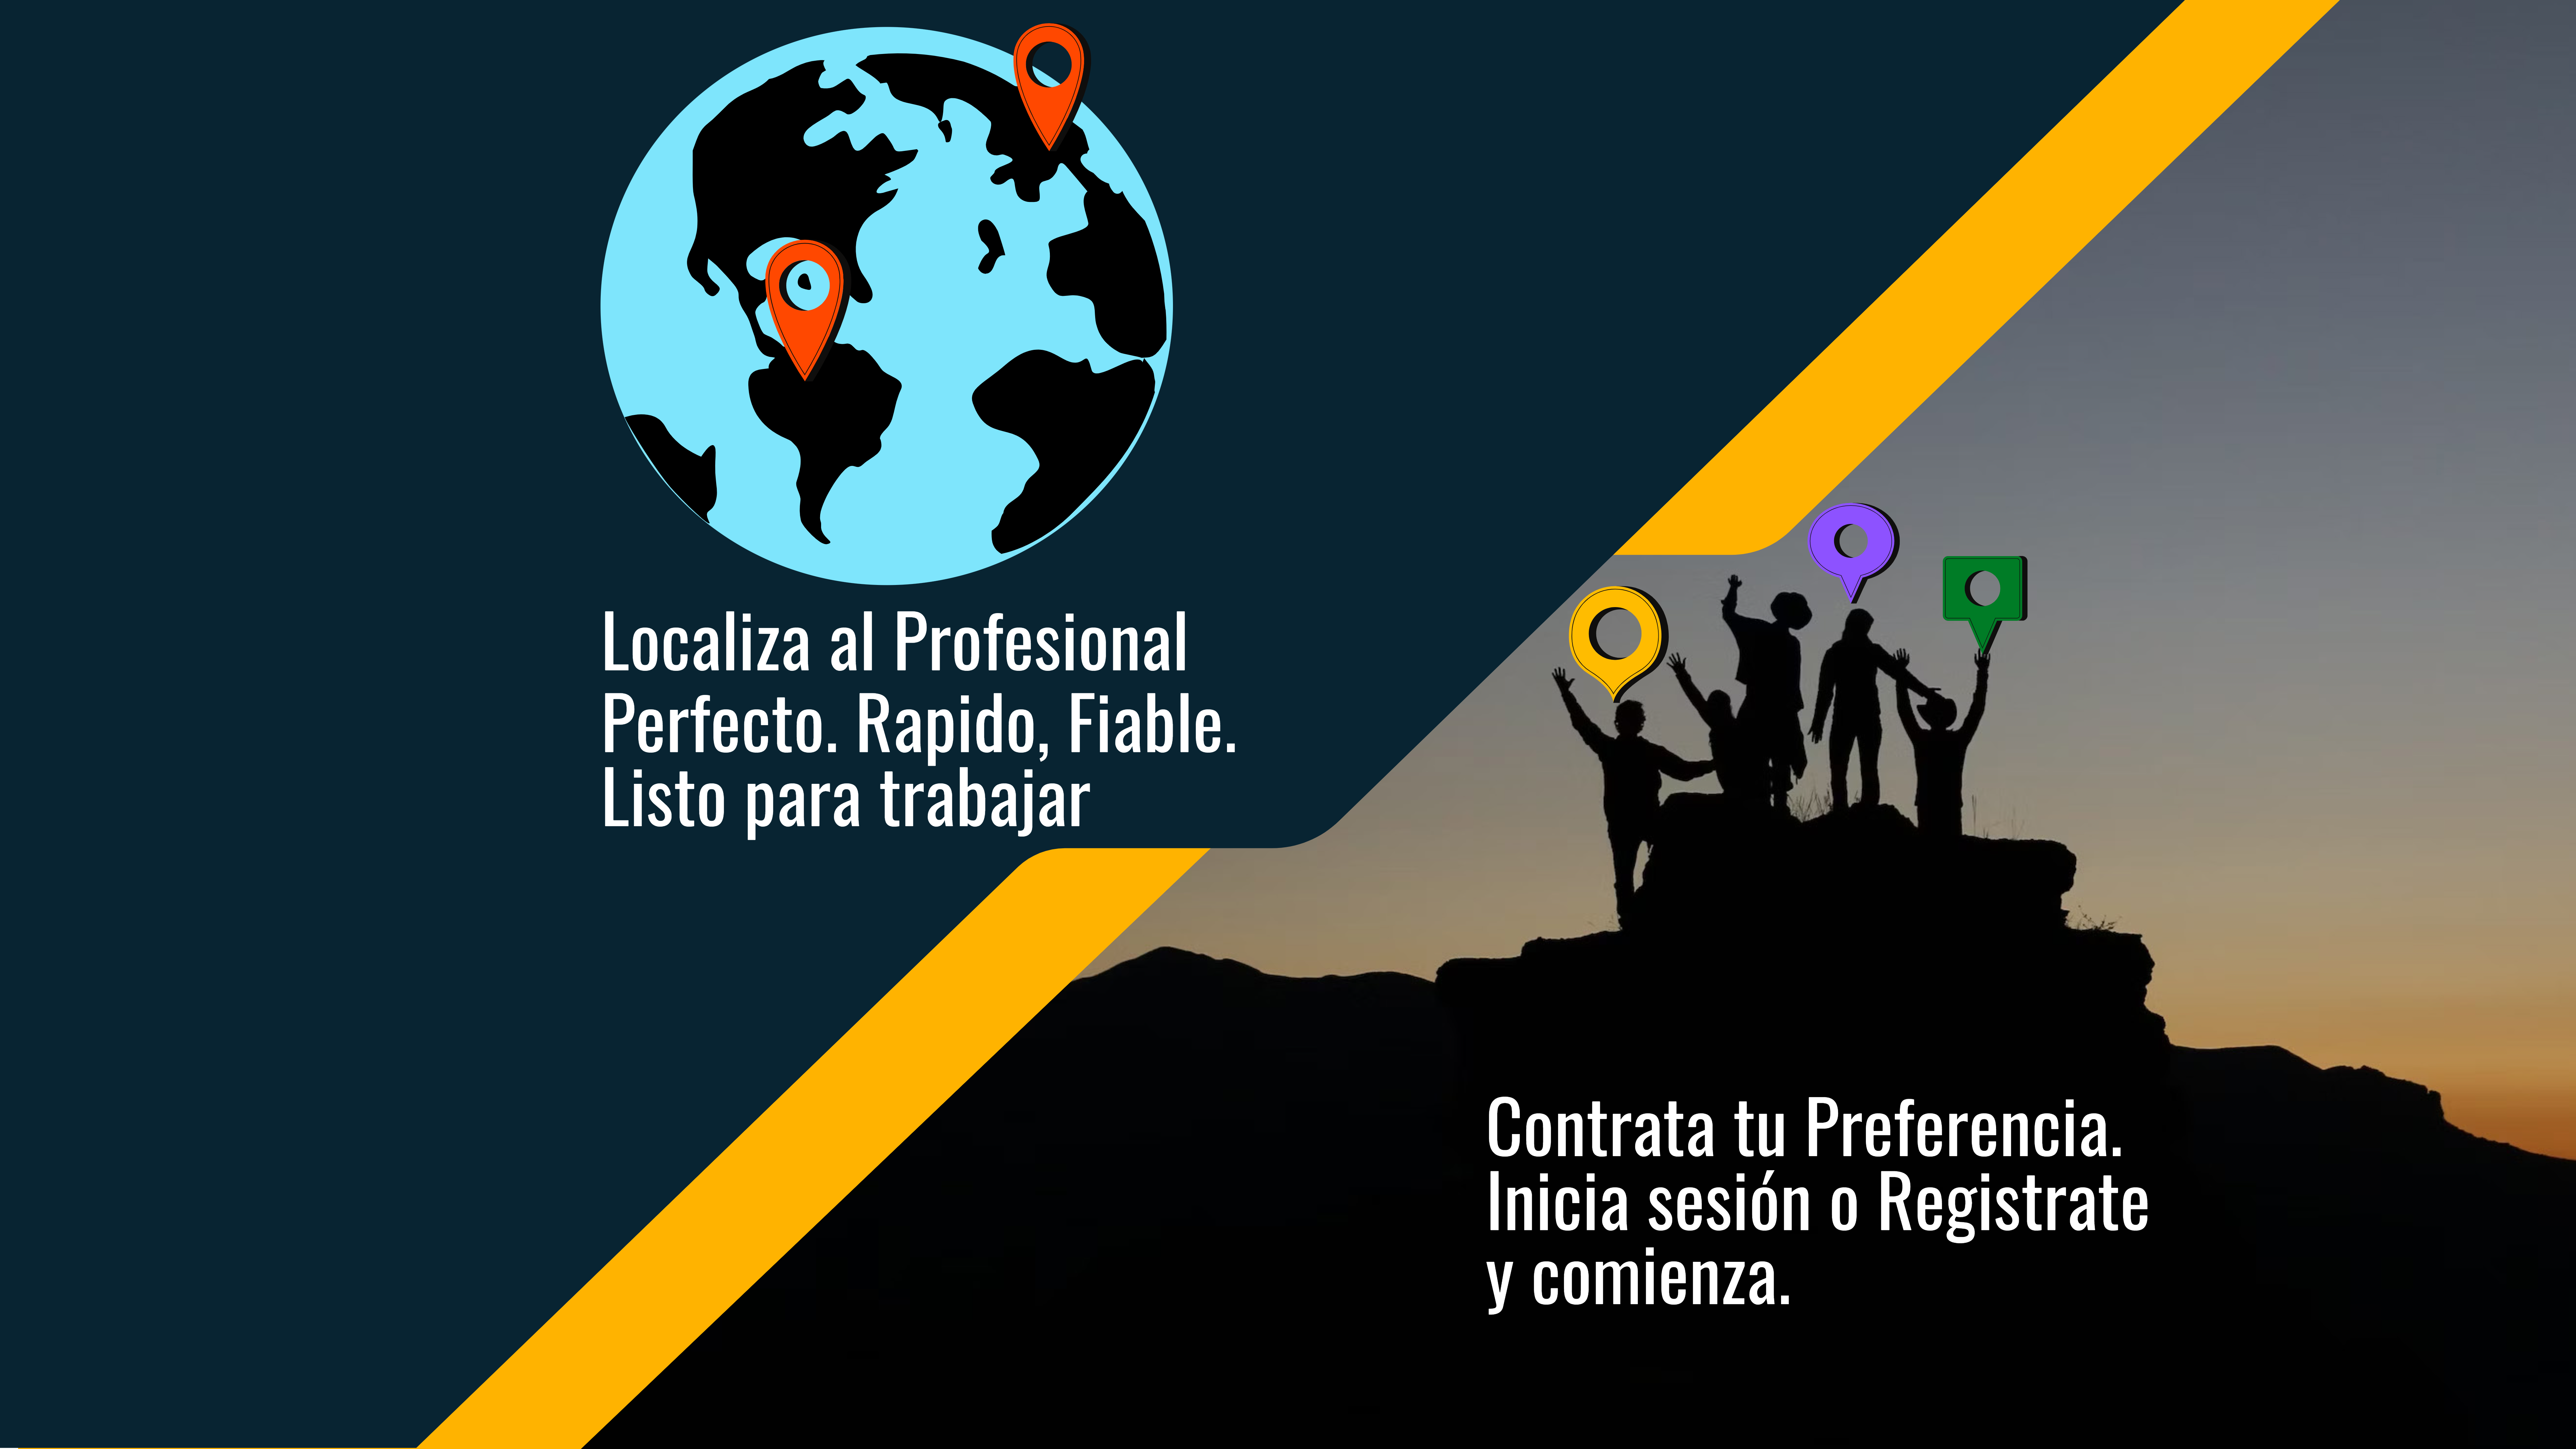 Localiza al Profesional
Perfecto. Rapido, Fiable.
Listo para trabajar
Contrata tu Preferencia.
Inicia sesión o Registrate
y comienza.